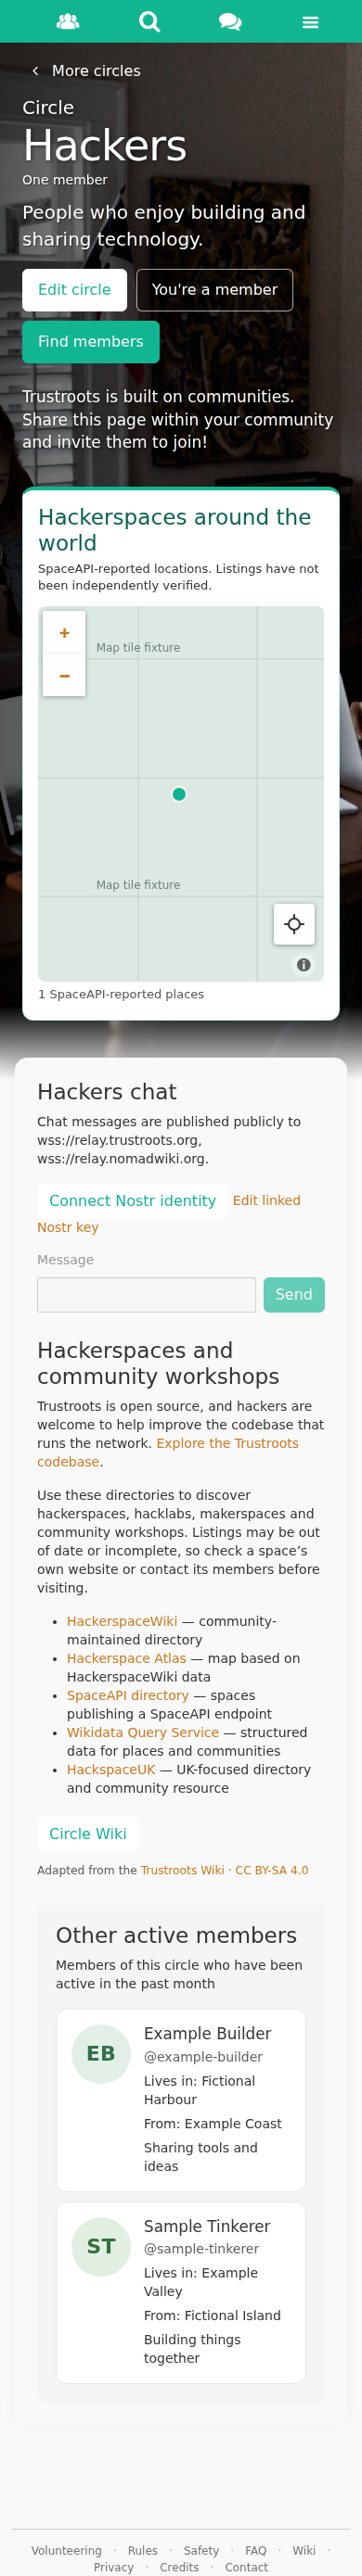 More circles
Circle
Hackers
One member
People who enjoy building and
sharing technology.
Edit circle
You're a member
Find members
Trustroots is built on communities.
Share this page within your community
and invite them to join!
Hackerspaces around the
world
SpaceAPI-reported locations. Listings have not
been independently verified.
+
Map tile fixture
−
Map tile fixture
1 SpaceAPI-reported places
Hackers chat
Chat messages are published publicly to
wss://relay.trustroots.org,
wss://relay.nomadwiki.org.
Connect Nostr identity Edit linked
Nostr key
Message
Send
Hackerspaces and
community workshops
Trustroots is open source, and hackers are
welcome to help improve the codebase that
runs the network. Explore the Trustroots
codebase.
Use these directories to discover
hackerspaces, hacklabs, makerspaces and
community workshops. Listings may be out
of date or incomplete, so check a space’s
own website or contact its members before
visiting.
• HackerspaceWiki — community-
maintained directory
• Hackerspace Atlas — map based on
HackerspaceWiki data
• SpaceAPI directory — spaces
publishing a SpaceAPI endpoint
• Wikidata Query Service — structured
data for places and communities
• HackspaceUK — UK-focused directory
and community resource
Circle Wiki
Adapted from the Trustroots Wiki · CC BY-SA 4.0
Other active members
Members of this circle who have been
active in the past month
EB
Example Builder
@example-builder
Lives in: Fictional
Harbour
From: Example Coast
Sharing tools and
ideas
ST
Sample Tinkerer
@sample-tinkerer
Lives in: Example
Valley
From: Fictional Island
Building things
together
Volunteering · Rules · Safety · FAQ · Wiki ·
Privacy · Credits · Contact